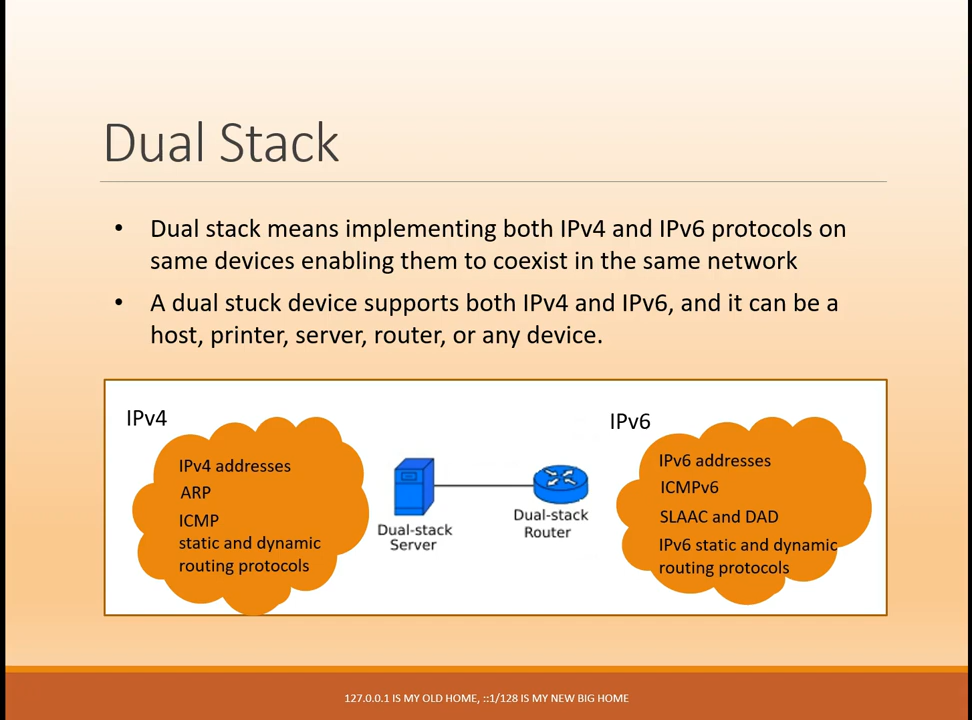 Dual Stack
• Dual stack means implementing both IPv4 and IPv6 protocols on
same devices enabling them to coexist in the same network
• A dual stuck device supports both IPv4 and IPv6, and it can be a
host, printer, server, router, or any device.
IPv4
IPv4 addresses
ARP
ICMP
static and dynamic
routing protocols
Dual-stack
Server
Dual-stack
Router
IPv6
IPv6 addresses
ICMPv6
SLAAC and DAD
IPv6 static and dynamic
routing protocols
127.0.0.1 IS MY OLD HOME, ::1/128 IS MY NEW BIG HOME